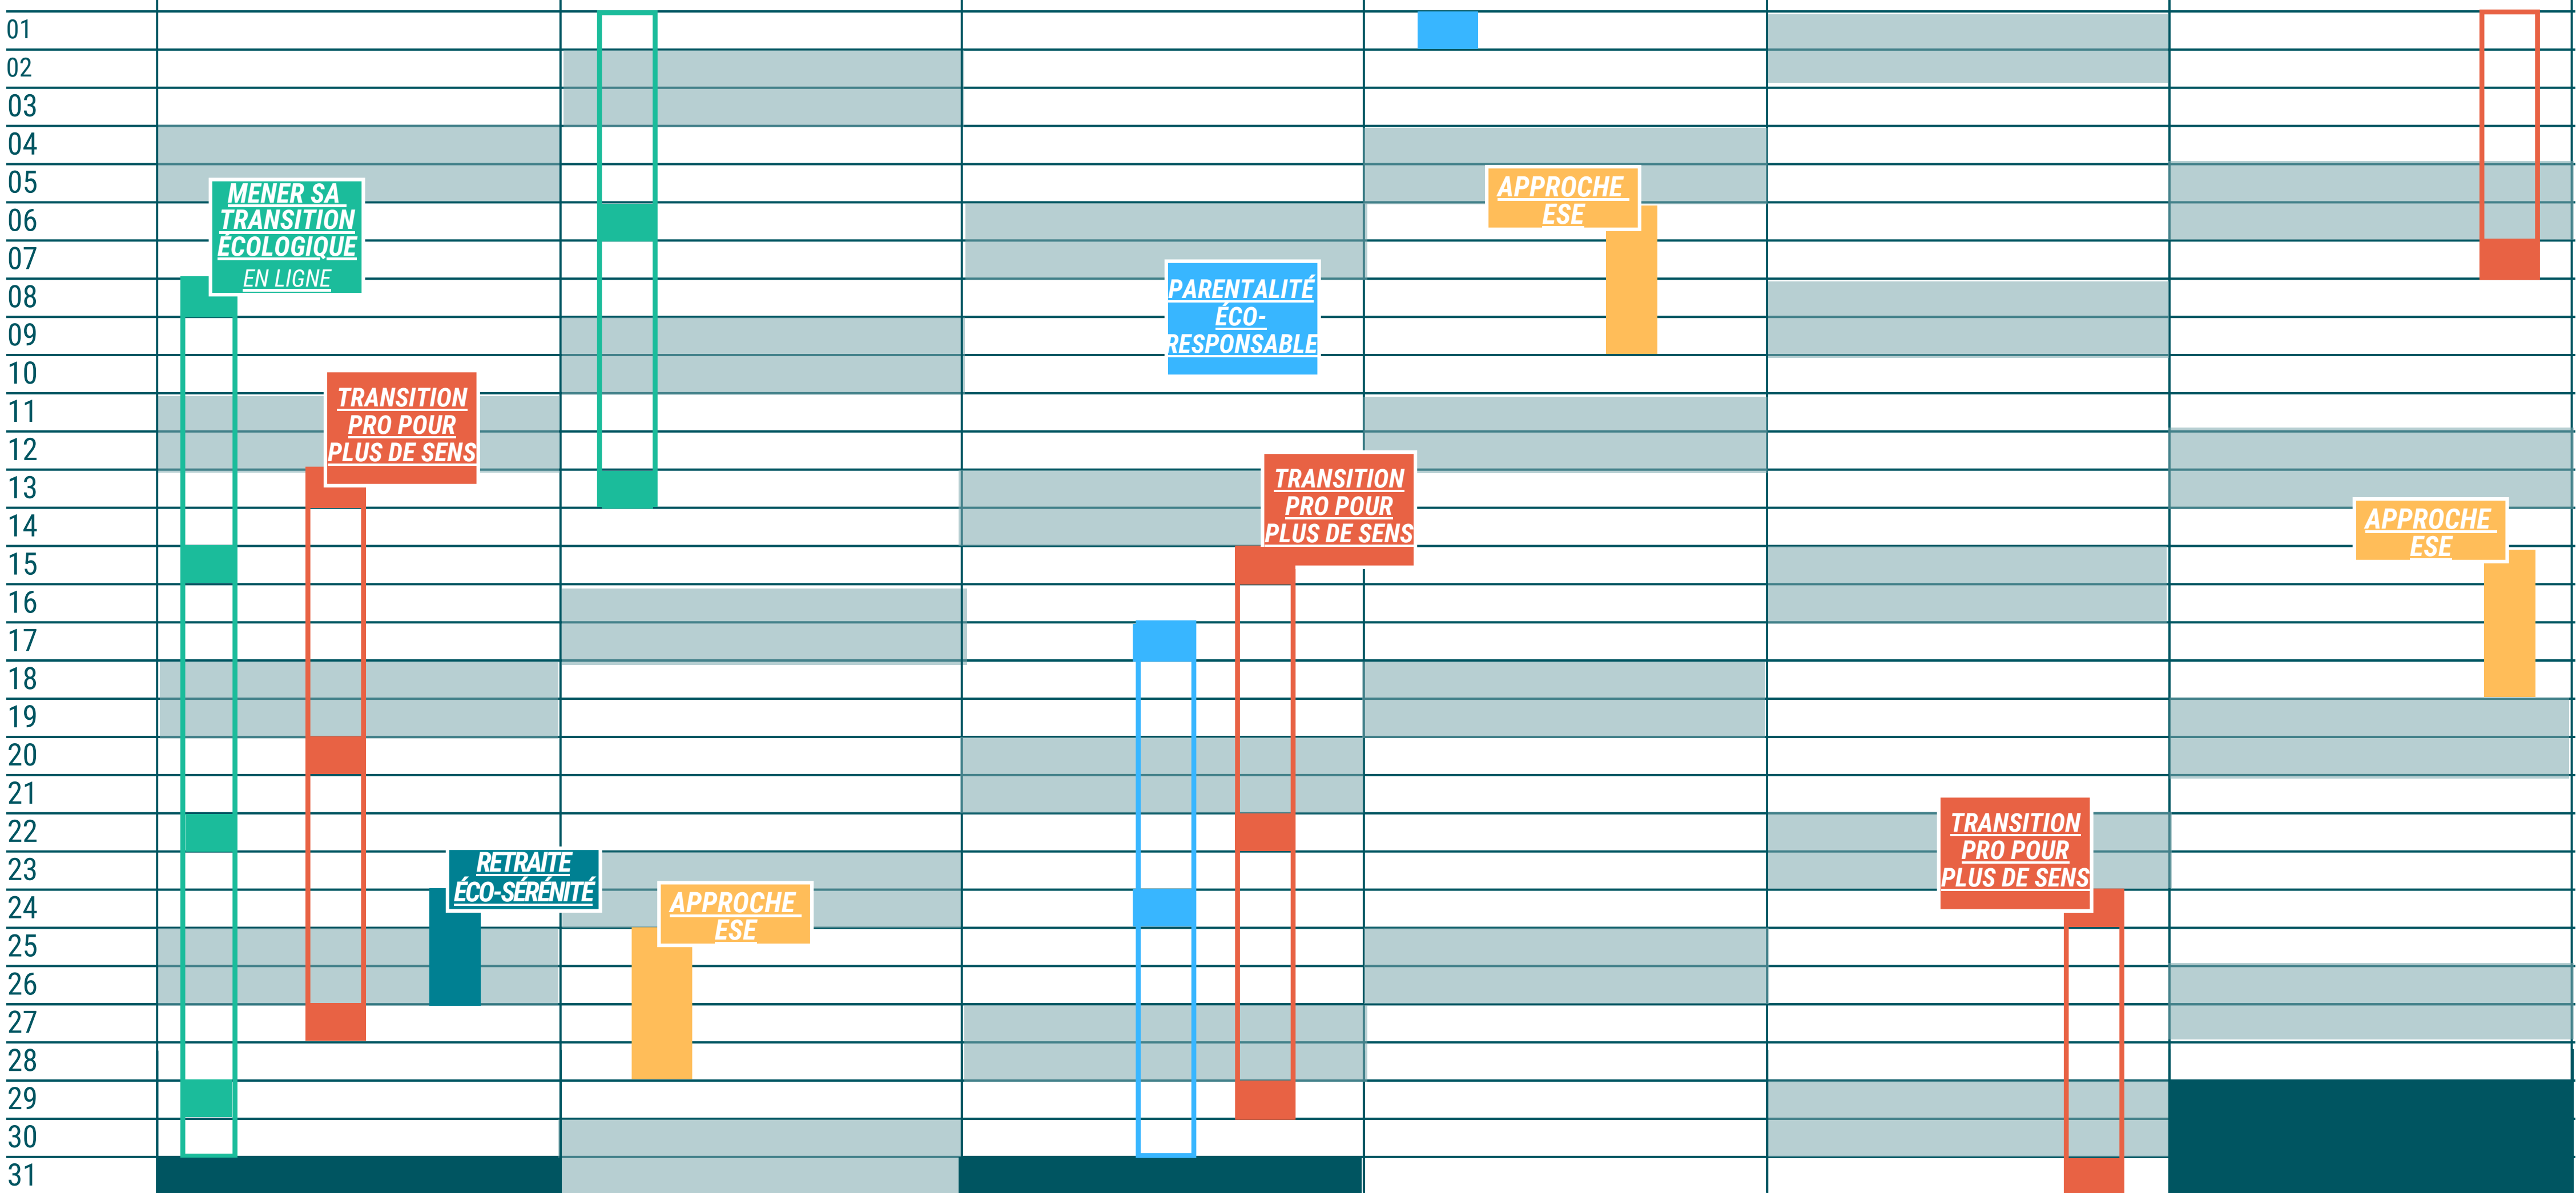 01
02
03
04
05
06
07
08
09
10
11
12
13
14
15
16
17
18
19
20
21
22
23
24
25
26
27
28
29
30
31
MENER SA
TRANSITION
ÉCOLOGIQUE
EN LIGNE
TRANSITION
PRO POUR
PLUS DE SENS
RETRAITE
ÉCO-SÉRÉNITÉ
APPROCHE
ESE
PARENTALITÉ
ÉCO-
RESPONSABLE
TRANSITION
PRO POUR
PLUS DE SENS
APPROCHE
ESE
TRANSITION
PRO POUR
PLUS DE SENS
APPROCHE
ESE